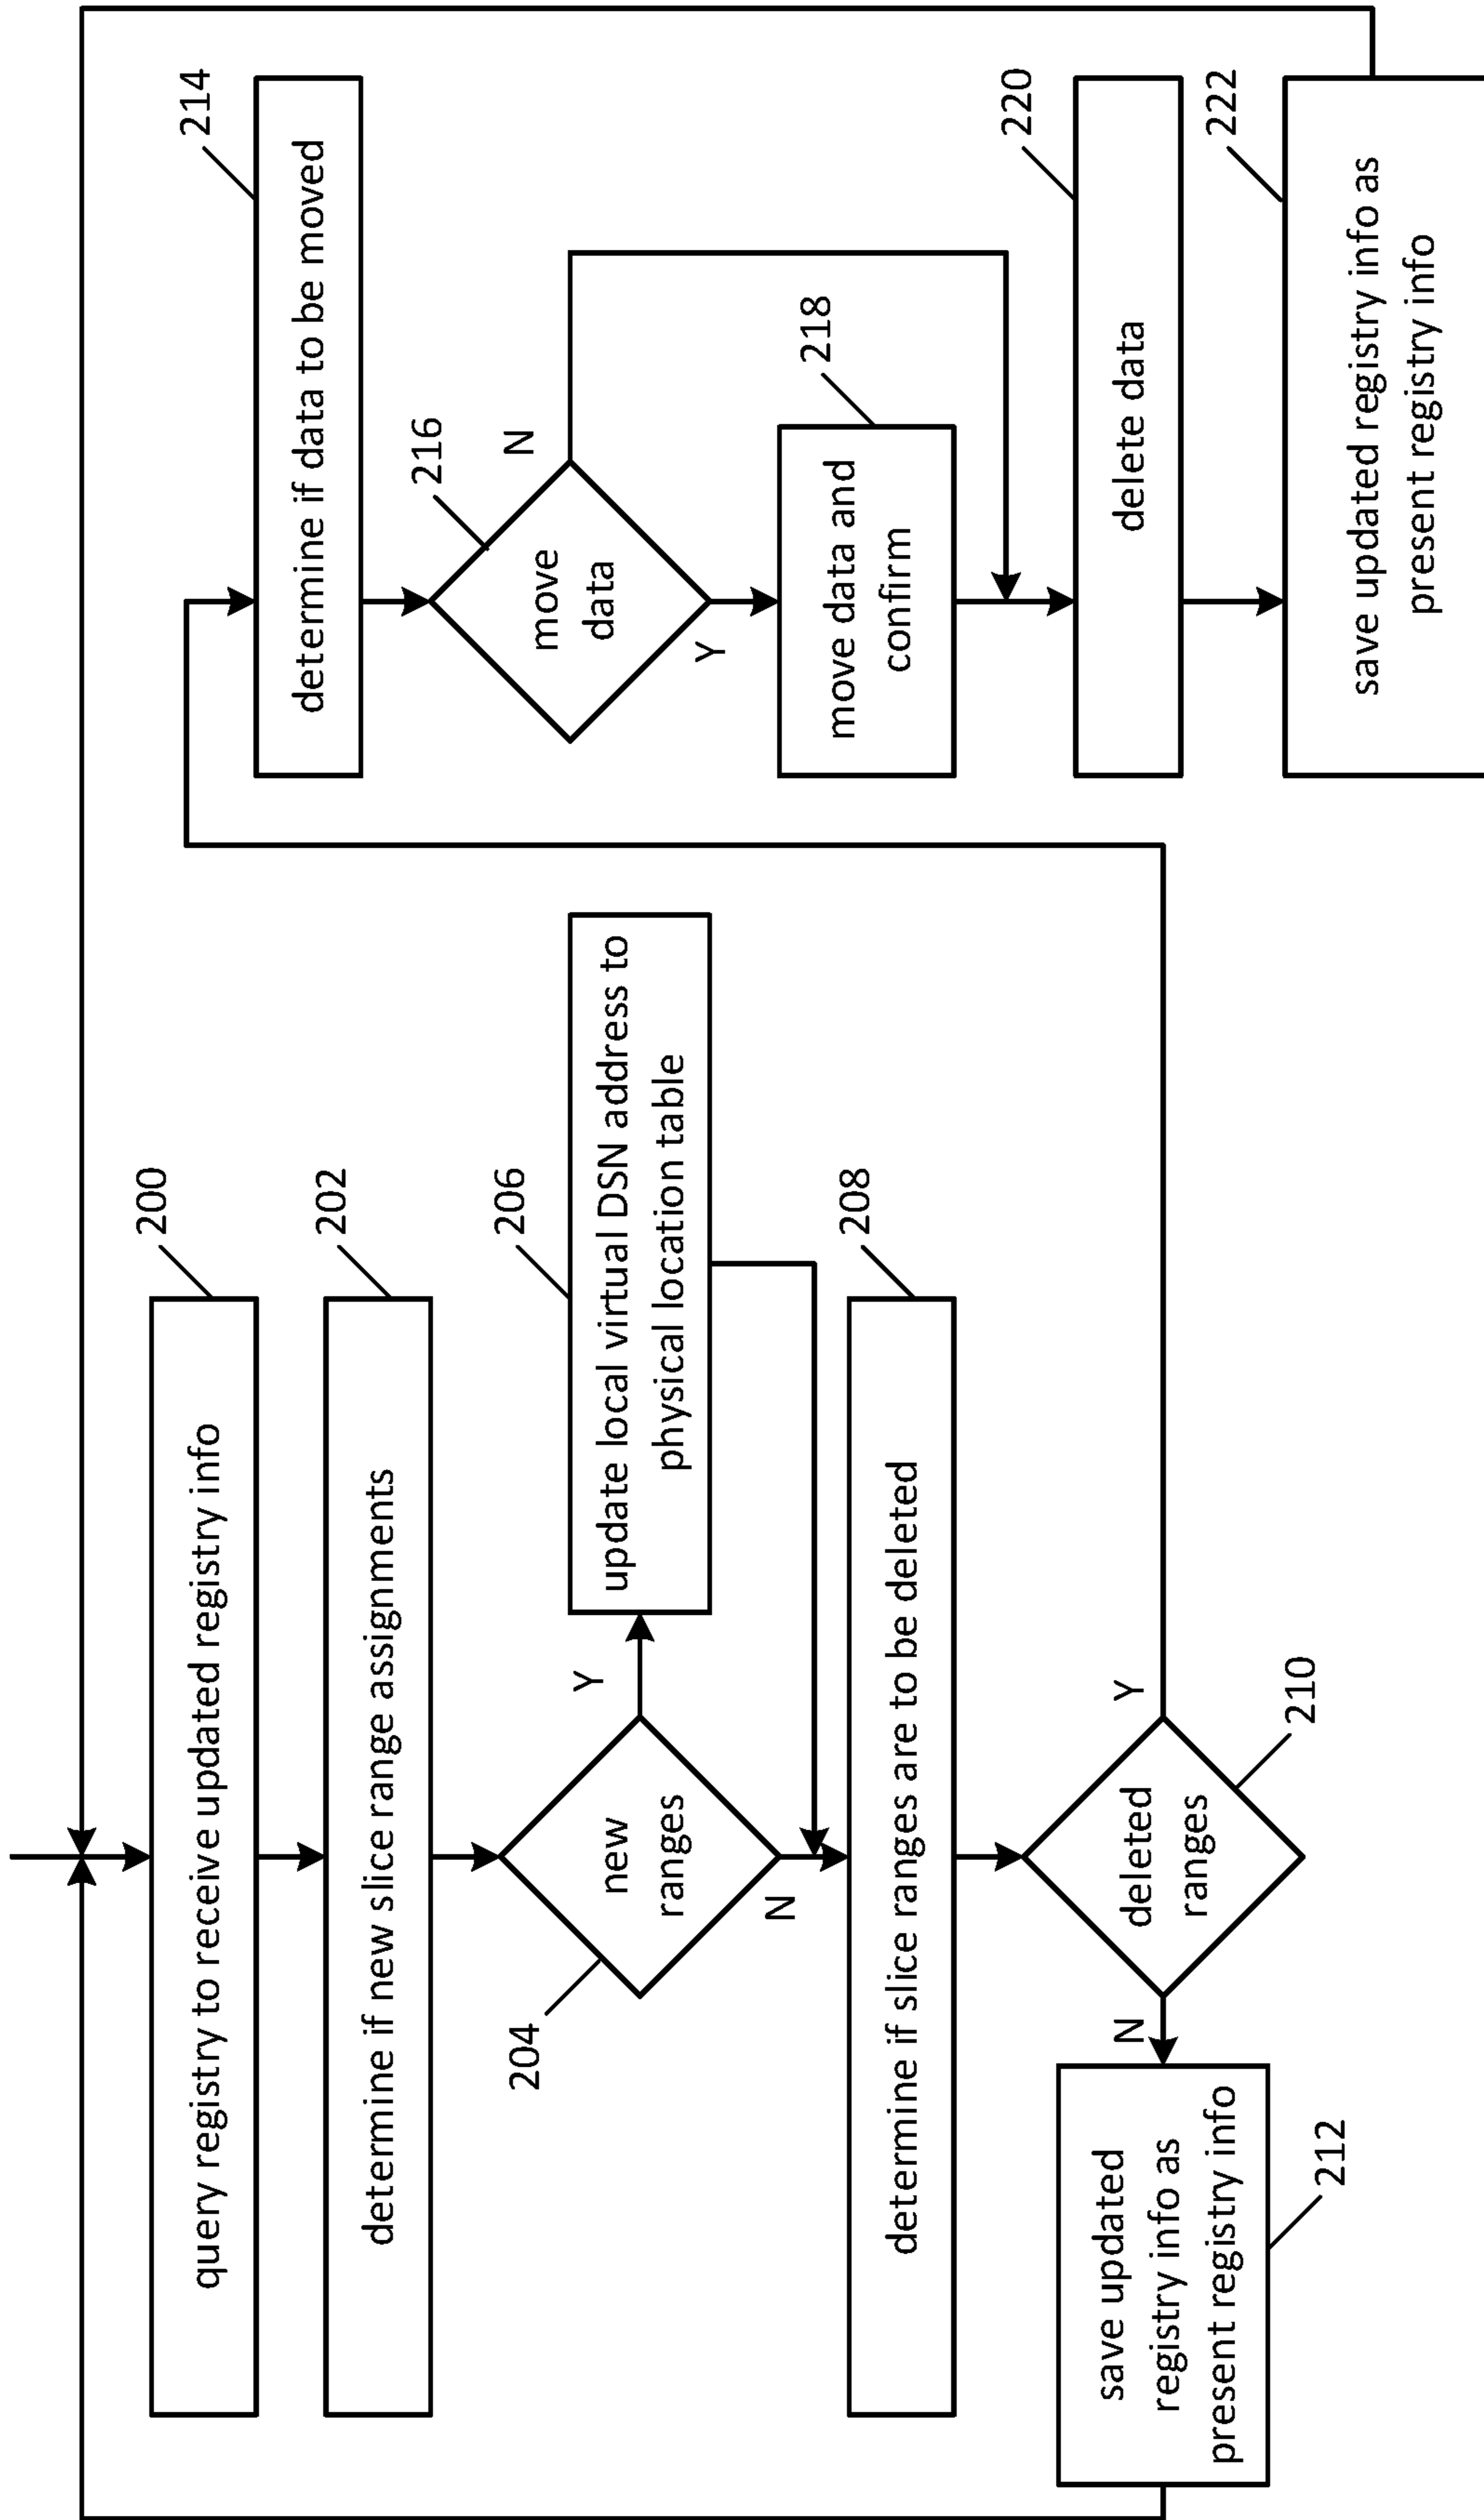 200
query registry to receive updated registry info
202
determine if new slice range assignments
204
new
ranges
Y
N
206
update local virtual DSN address to
physical location table
208
determine if slice ranges are to be deleted
210
deleted
ranges
N
Y
212
save updated
registry info as
present registry info
214
determine if data to be moved
216
move
data
N
Y
218
move data and
confirm
220
delete data
222
save updated registry info as
present registry info